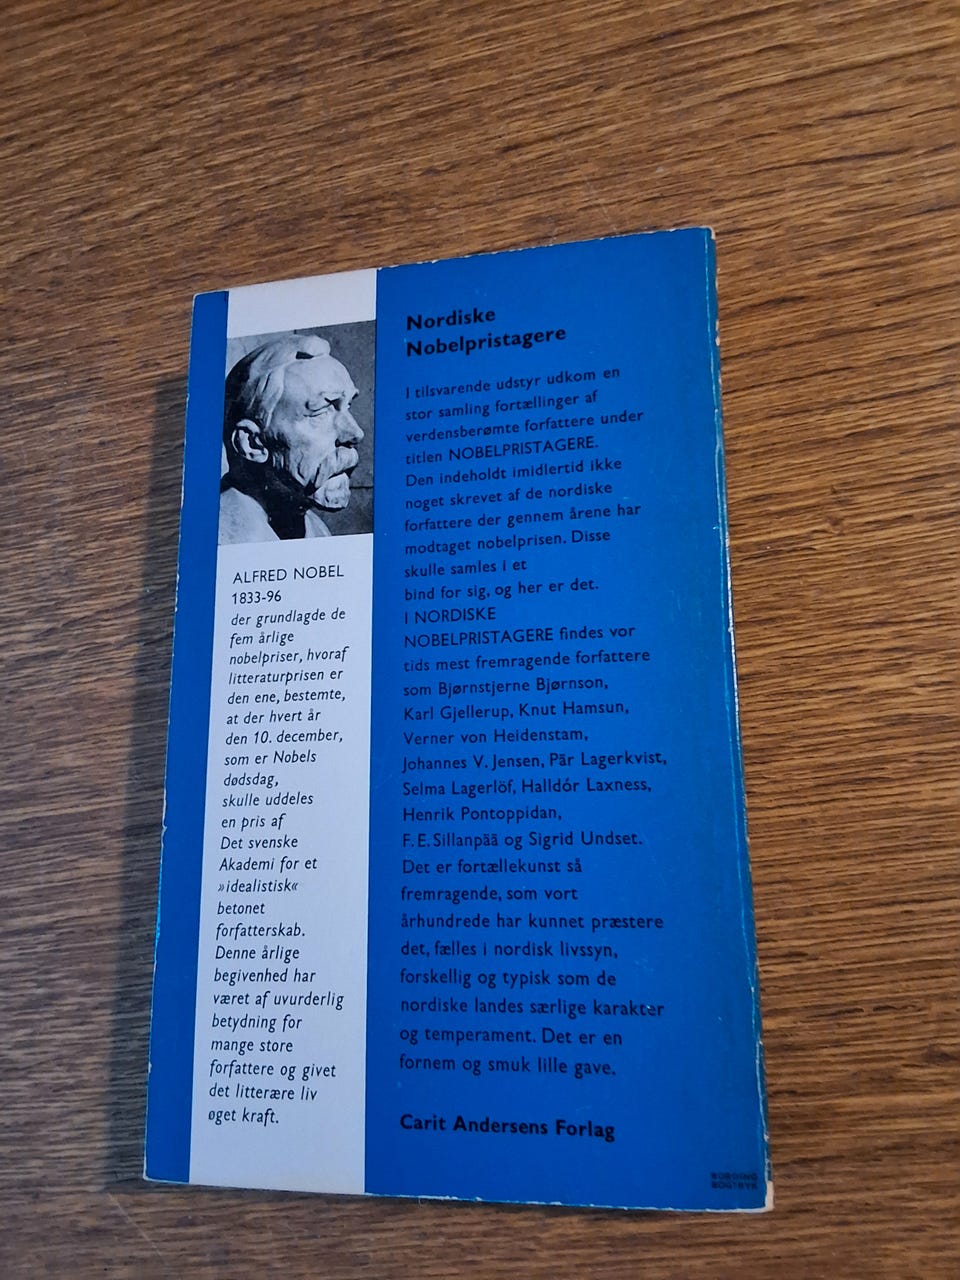 ALFRED NOBEL
1833-96
der grundlagde de
fem årlige
nobelpriser, hvoraf
litteraturprisen er
den ene, bestemte,
at der hvert år
den 10. december,
som er Nobels
dødsdag,
skulle uddeles
en pris af
Det svenske
Akademi for et
»idealistisk«
betonet
forfatterskab.
Denne årlige
begivenhed har
været af uvurderlig
betydning for
mange store
forfattere og givet
det litterære liv
øget kraft.
Nordiske
Nobelpristagere
I tilsvarende udstyr udkom en
stor samling fortællinger af
verdensberømte forfattere under
titlen NOBELPRISTAGERE.
Den indeholdt imidlertid ikke
noget skrevet af de nordiske
forfattere der gennem årene har
modtaget nobelprisen. Disse
skulle samles i et
bind for sig, og her er det.
I NORDISKE
NOBELPRISTAGERE findes vor
tids mest fremragende forfattere
som Bjørnstjerne Bjørnson,
Karl Gjellerup, Knut Hamsun,
Verner von Heidenstam,
Johannes V. Jensen, Pär Lagerkvist,
Selma Lagerlöf, Halldór Laxness,
Henrik Pontoppidan,
F. E. Sillanpää og Sigrid Undset.
Det er fortællekunst så
fremragende, som vort
århundrede har kunnet præstere
det, fælles i nordisk livssyn,
forskellig og typisk som de
nordiske landes særlige karakter
og temperament. Det er en
fornem og smuk lille gave.
Carit Andersens Forlag
NORDING
BOGTRYK